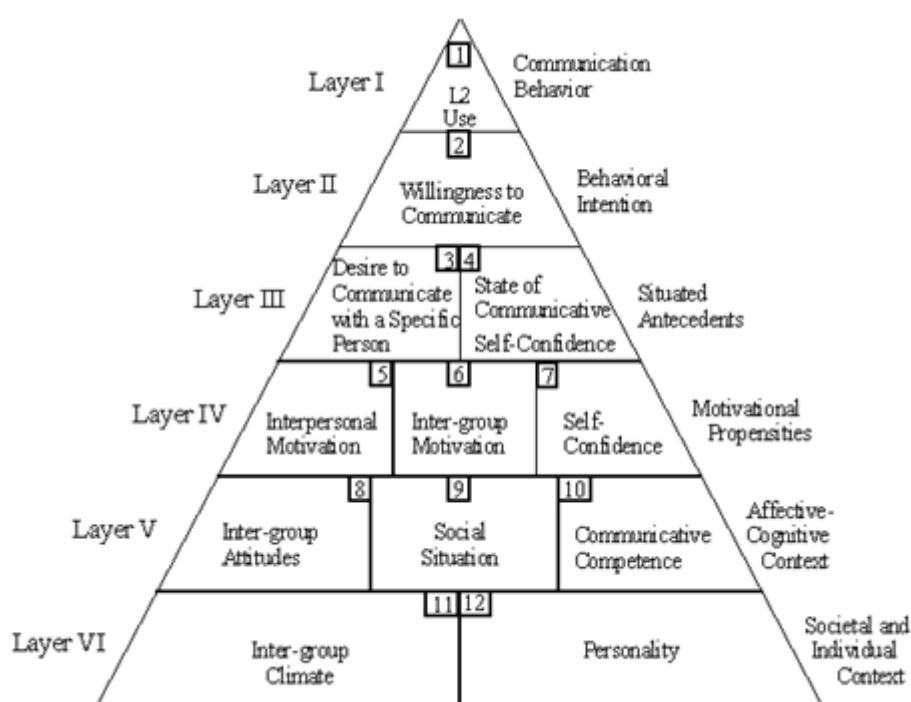 1
Layer I
Communication
Behavior
L2
Use
2
Layer II
Willingness to
Communicate
Behavioral
Intention
3 4
Layer III
Desire to
Communicate
with a Specific
Person
State of
Communicative
Self-Confidence
Situated
Antecedents
5 6 7
Layer IV
Interpersonal
Motivation
Inter-group
Motivation
Self-
Confidence
Motivational
Propensities
8 9 10
Layer V
Inter-group
Attitudes
Social
Situation
Communicative
Competence
Affective-
Cognitive
Context
11 12
Layer VI
Inter-group
Climate
Personality
Societal and
Individual
Context